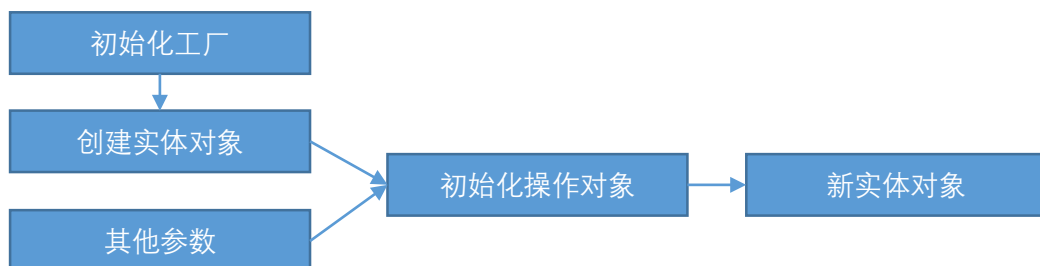 初始化工厂
创建实体对象
其他参数
初始化操作对象
新实体对象